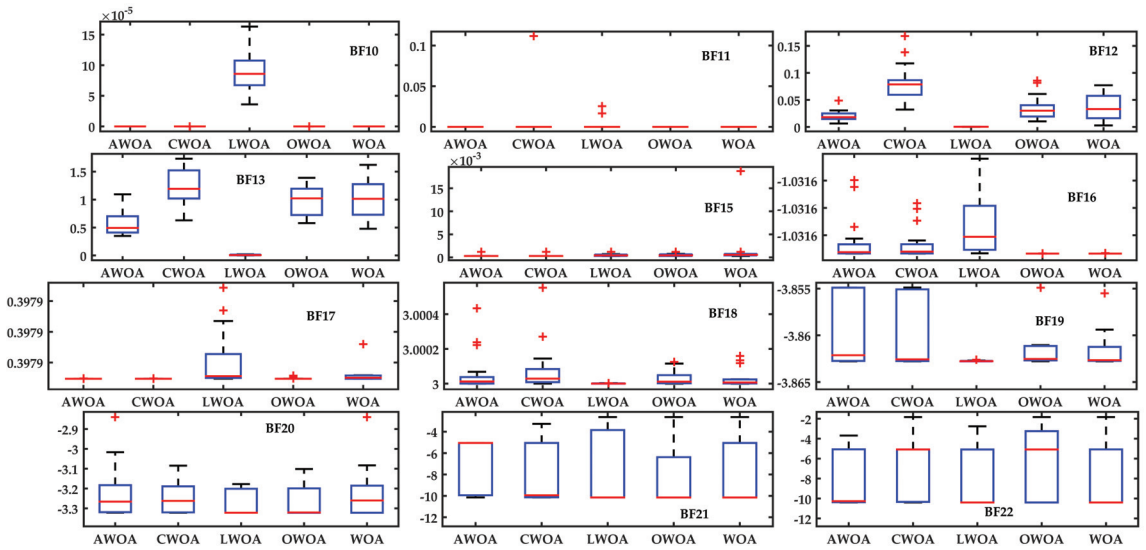 ×10⁻⁵
15
10
5
0
BF10
AWOA CWOA LWOA OWOA WOA
0.1
0.05
0
BF11
AWOA CWOA LWOA OWOA WOA
0.15
0.1
0.05
0
BF12
AWOA CWOA LWOA OWOA WOA
1.5
1
0.5
0
BF13
AWOA CWOA LWOA OWOA WOA
×10⁻³
15
10
5
0
BF15
AWOA CWOA LWOA OWOA WOA
-1.0316
-1.0316
-1.0316
BF16
AWOA CWOA LWOA OWOA WOA
0.3979
0.3979
0.3979
BF17
AWOA CWOA LWOA OWOA WOA
3.0004
3.0002
3
BF18
AWOA CWOA LWOA OWOA WOA
-3.855
-3.86
-3.865
BF19
AWOA CWOA LWOA OWOA WOA
-2.9
-3
-3.1
-3.2
-3.3
BF20
AWOA CWOA LWOA OWOA WOA
-4
-6
-8
-10
-12
BF21
AWOA CWOA LWOA OWOA WOA
-2
-4
-6
-8
-10
-12
BF22
AWOA CWOA LWOA OWOA WOA